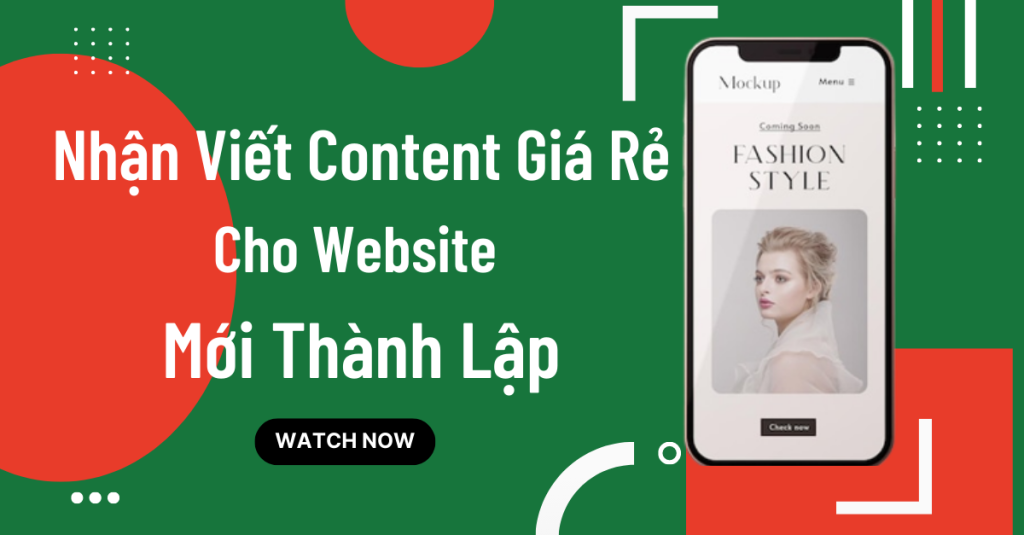 Nhận Viết Content Giá Rẻ
Cho Website
Mới Thành Lập
WATCH NOW
Mockup
Menu
Coming Soon
FASHION
STYLE
Check now